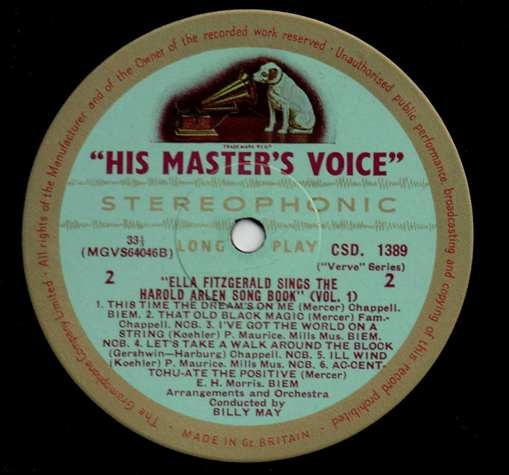 All rights of the Manufacturer and of the Owner of the recorded work reserved · Unauthorised public performance, broadcasting and copying of this record prohibited.
The Gramophone Company Limited ·
TRADE MARK REGD
"HIS MASTER'S VOICE"
STEREOPHONIC
33⅓
(MGVS64046B)
LONG PLAY
CSD. 1389
("Verve" Series)
2
2
"ELLA FITZGERALD SINGS THE
HAROLD ARLEN SONG BOOK" (VOL. 1)
1. THIS TIME THE DREAM'S ON ME (Mercer) Chappell.
BIEM. 2. THAT OLD BLACK MAGIC (Mercer) Fam.-
Chappell. NCB. 3. I'VE GOT THE WORLD ON A
STRING (Koehler) P. Maurice. Mills Mus. BIEM.
NCB. 4. LET'S TAKE A WALK AROUND THE BLOCK
(Gershwin—Harburg) Chappell. NCB. 5. ILL WIND
(Koehler) P. Maurice. Mills Mus. NCB. 6. AC-CENT-
TCHU-ATE THE POSITIVE (Mercer)
E. H. Morris. BIEM
Arrangements and Orchestra
Conducted by
BILLY MAY
MADE IN GT. BRITAIN